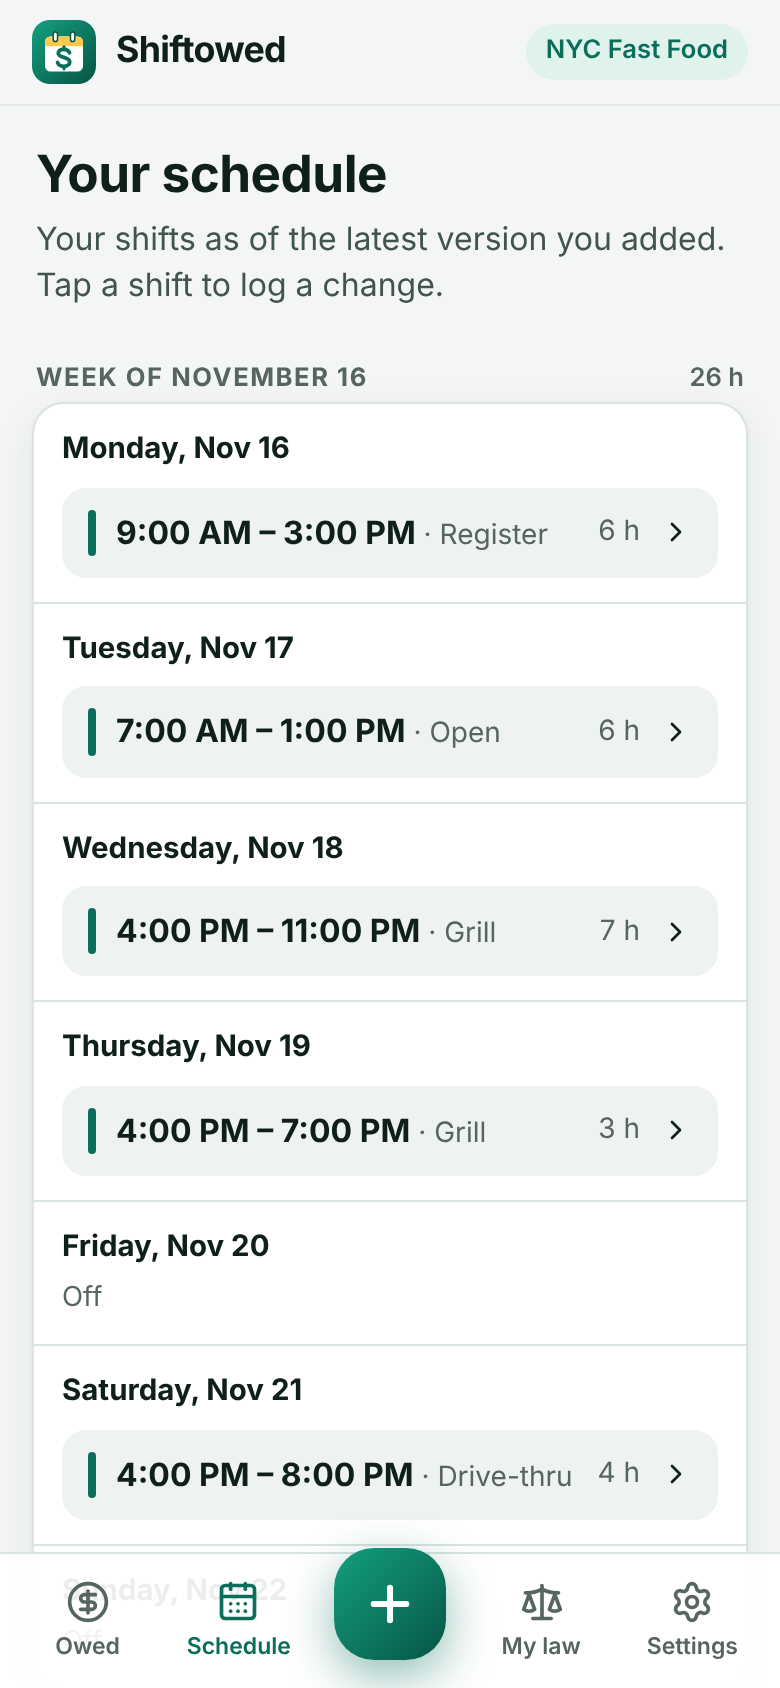 Shiftowed
NYC Fast Food
Your schedule
Your shifts as of the latest version you added.
Tap a shift to log a change.
WEEK OF NOVEMBER 16
26 h
Monday, Nov 16
9:00 AM – 3:00 PM · Register
6 h
Tuesday, Nov 17
7:00 AM – 1:00 PM · Open
6 h
Wednesday, Nov 18
4:00 PM – 11:00 PM · Grill
7 h
Thursday, Nov 19
4:00 PM – 7:00 PM · Grill
3 h
Friday, Nov 20
Off
Saturday, Nov 21
4:00 PM – 8:00 PM · Drive-thru
4 h
Sunday, Nov 22
Off
Owed
Schedule
My law
Settings